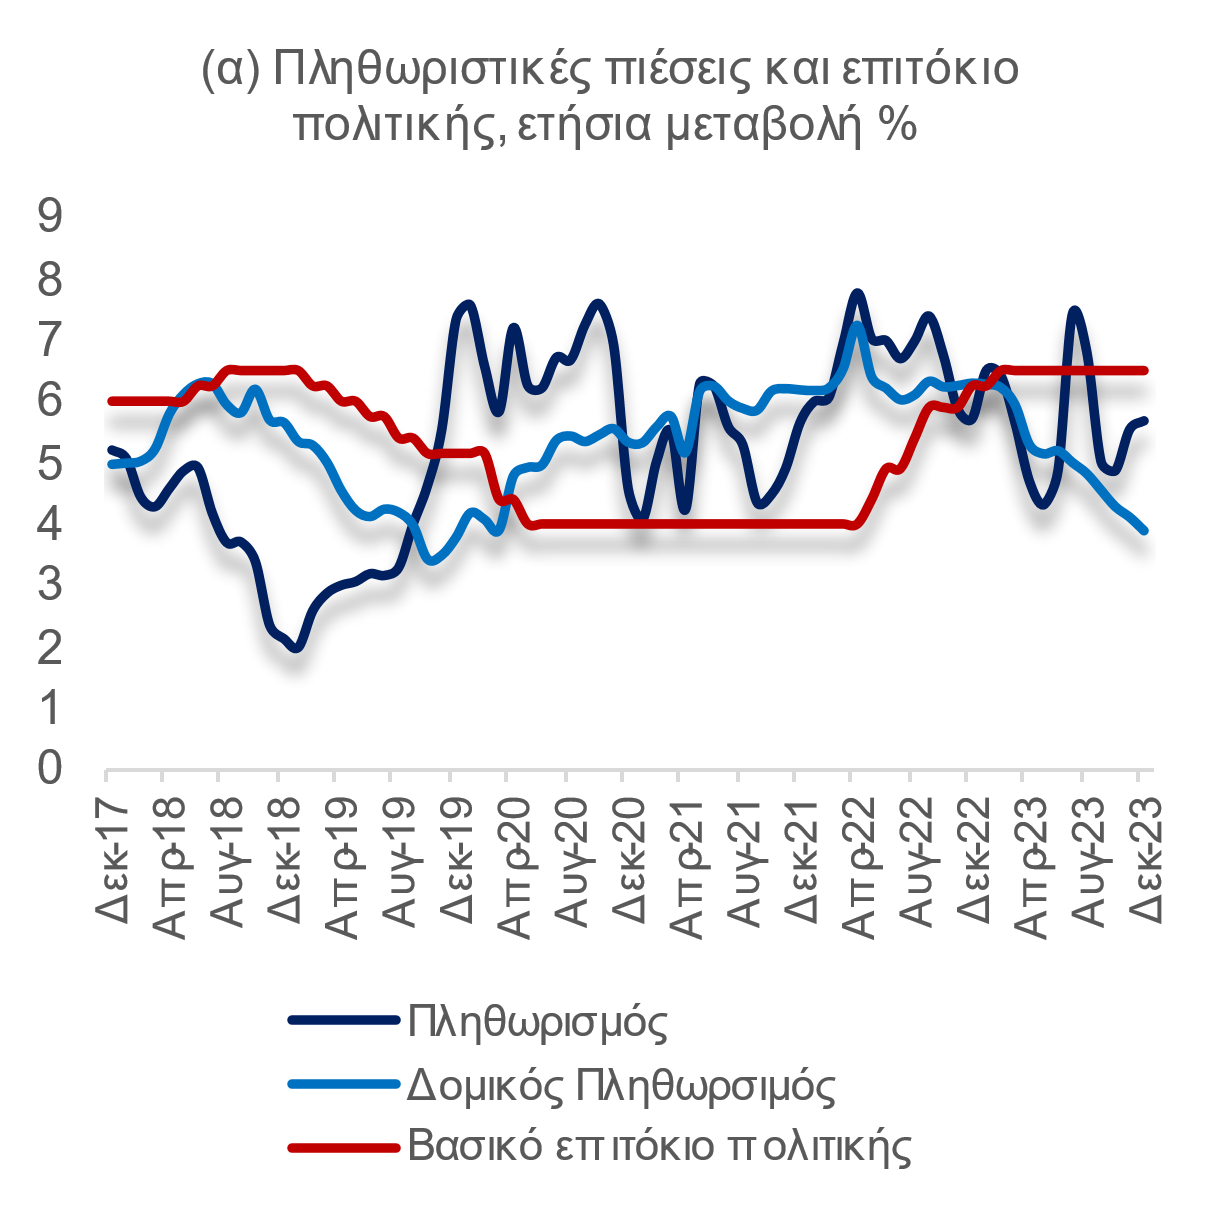 (α) Πληθωριστικές πιέσεις και επιτόκιο
πολιτικής, ετήσια μεταβολή %
9
8
7
6
5
4
3
2
1
0
Δεκ-17
Απρ-18
Αυγ-18
Δεκ-18
Απρ-19
Αυγ-19
Δεκ-19
Απρ-20
Αυγ-20
Δεκ-20
Απρ-21
Αυγ-21
Δεκ-21
Απρ-22
Αυγ-22
Δεκ-22
Απρ-23
Αυγ-23
Δεκ-23
Πληθωρισμός
Δομικός Πληθωρσιμός
Βασικό επιτόκιο πολιτικής